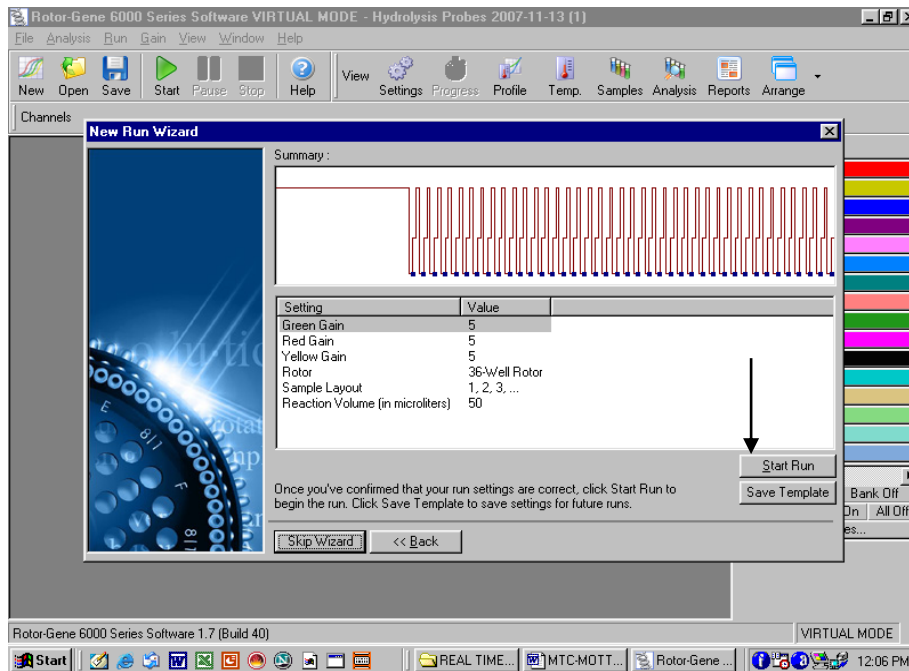 Rotor-Gene 6000 Series Software VIRTUAL MODE - Hydrolysis Probes 2007-11-13 (1)
File Analysis Run Gain View Window Help
New Open Save Start Pause Stop Help View Settings Progress Profile Temp. Samples Analysis Reports Arrange
Channels
New Run Wizard
Summary :
Setting Value
Green Gain 5
Red Gain 5
Yellow Gain 5
Rotor 36-Well Rotor
Sample Layout 1, 2, 3, ...
Reaction Volume (in microliters) 50
Start Run
Once you've confirmed that your run settings are correct, click Start Run to
begin the run. Click Save Template to save settings for future runs.
Save Template
Bank Off
On All Off
es...
Skip Wizard << Back
Rotor-Gene 6000 Series Software 1.7 (Build 40) VIRTUAL MODE
Start REAL TIME... MTC-MOTT... Rotor-Gene ... 12:06 PM